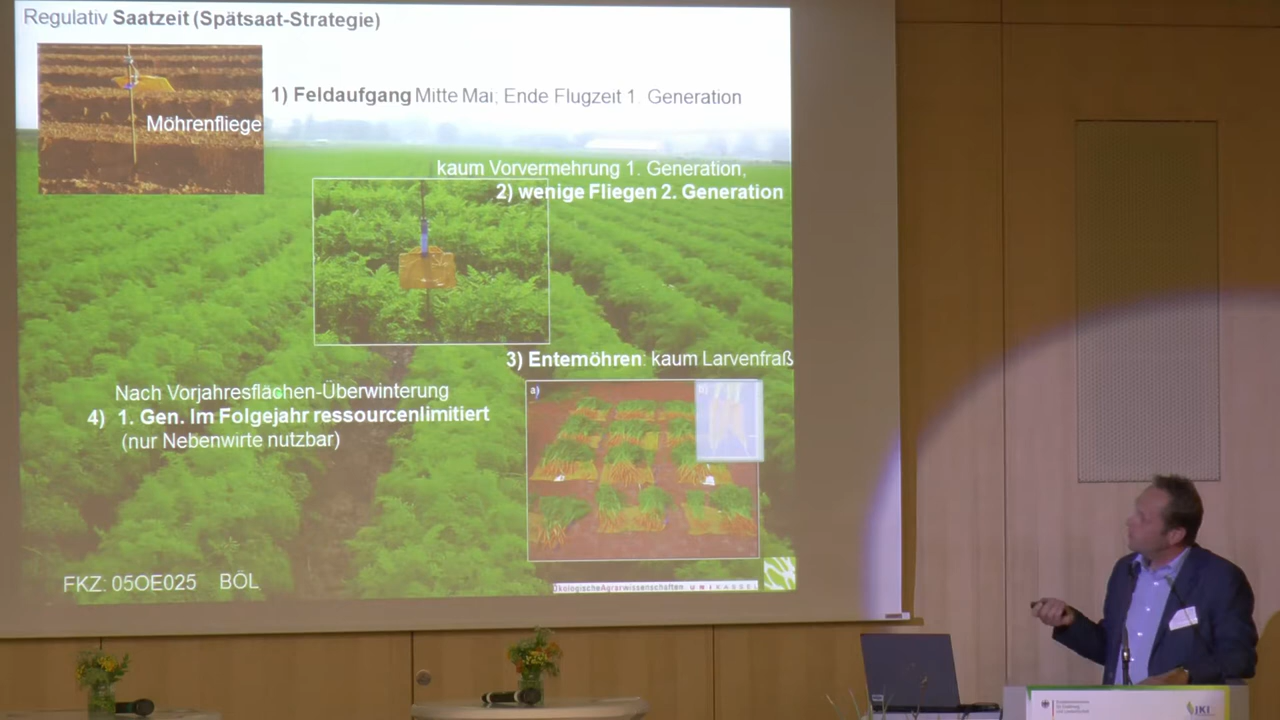 Regulativ Saatzeit (Spätsaat-Strategie)
Möhrenfliege
1) Feldaufgang Mitte Mai; Ende Flugzeit 1. Generation
kaum Vorvermehrung 1. Generation,
2) wenige Fliegen 2. Generation
3) Erntemöhren: kaum Larvenfraß
a)
b)
Nach Vorjahresflächen-Überwinterung
4) 1. Gen. Im Folgejahr ressourcenlimitiert
(nur Nebenwirte nutzbar)
FKZ: 05OE025 BÖL
ÖkologischeAgrarwissenschaften UNIKASSEL
JKI